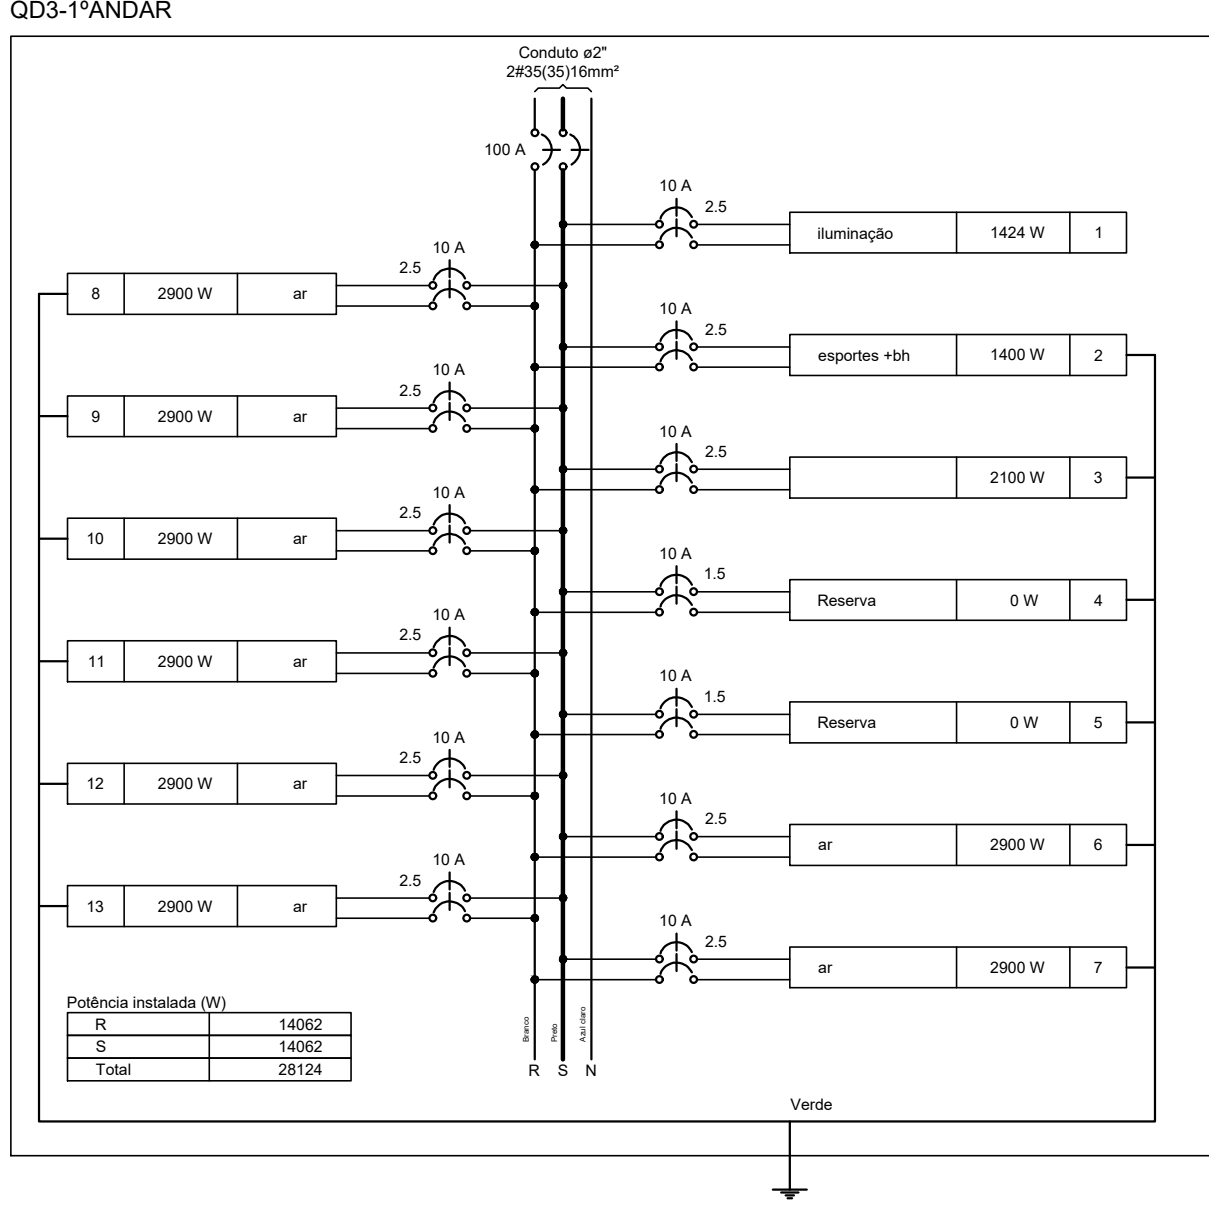 QD3-1ºANDAR
Conduto ø2"
2#35(35)16mm²
100 A
10 A
2.5
iluminação 1424 W 1
10 A
2.5
8 2900 W ar
10 A
2.5
esportes +bh 1400 W 2
10 A
2.5
9 2900 W ar
10 A
2.5
2100 W 3
10 A
2.5
10 2900 W ar
10 A
1.5
Reserva 0 W 4
10 A
2.5
11 2900 W ar
10 A
1.5
Reserva 0 W 5
10 A
2.5
12 2900 W ar
10 A
2.5
ar 2900 W 6
10 A
2.5
13 2900 W ar
10 A
2.5
ar 2900 W 7
Potência instalada (W)
R 14062
S 14062
Total 28124
Branco
Preto
Azul claro
R S N
Verde